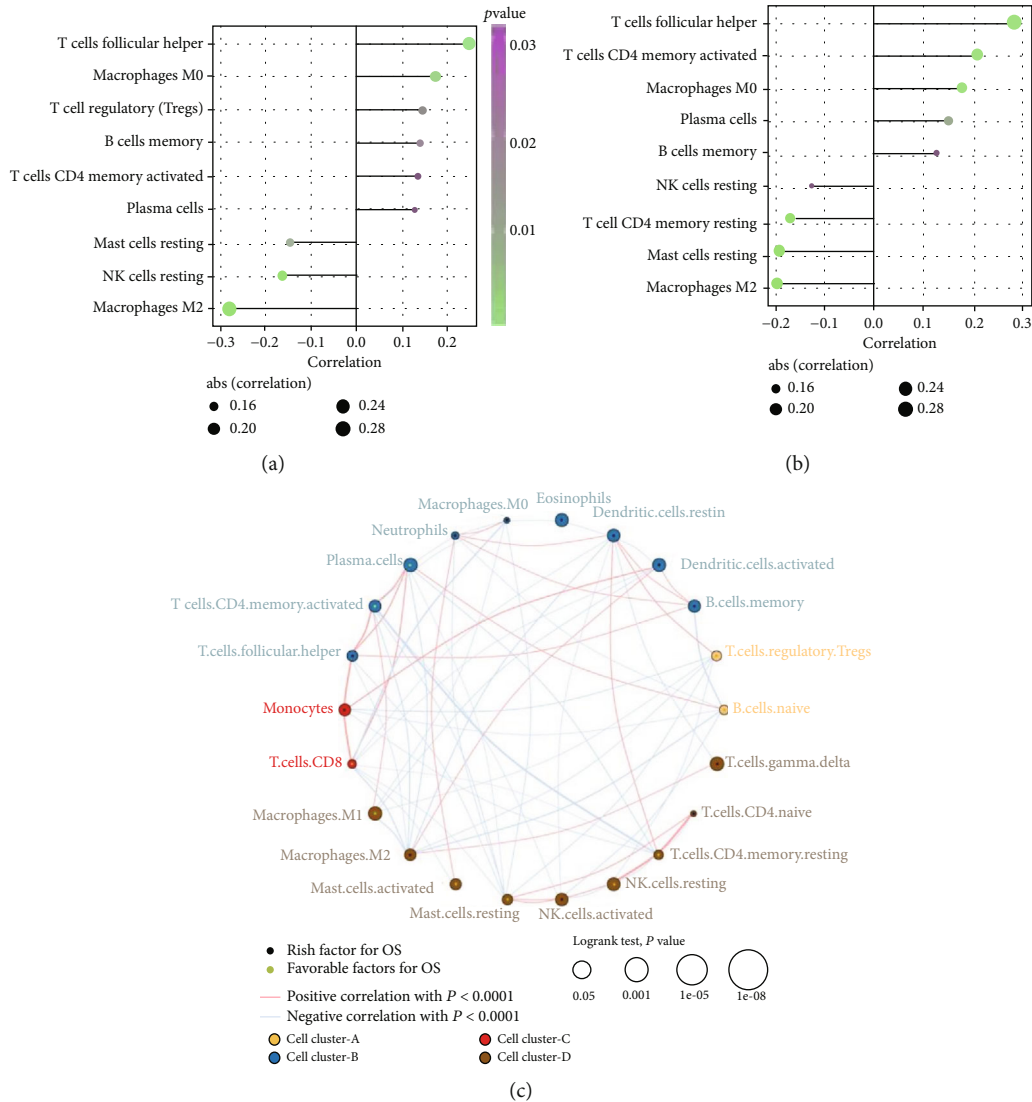 pvalue
0.03
0.02
0.01
T cells follicular helper
Macrophages M0
T cell regulatory (Tregs)
B cells memory
T cells CD4 memory activated
Plasma cells
Mast cells resting
NK cells resting
Macrophages M2
−0.3 −0.2 −0.1 0.0 0.1 0.2
Correlation
abs (correlation)
0.16 0.24
0.20 0.28
(a)
T cells follicular helper
T cells CD4 memory activated
Macrophages M0
Plasma cells
B cells memory
NK cells resting
T cell CD4 memory resting
Mast cells resting
Macrophages M2
−0.2 −0.1 0.0 0.1 0.2 0.3
Correlation
abs (correlation)
0.16 0.24
0.20 0.28
(b)
Macrophages.M0
Eosinophils
Dendritic.cells.restin
Neutrophils
Plasma.cells
Dendritic.cells.activated
T cells.CD4.memory.activated
B.cells.memory
T.cells.follicular.helper
T.cells.regulatory.Tregs
Monocytes
B.cells.naive
T.cells.CD8
T.cells.gamma.delta
Macrophages.M1
T.cells.CD4.naive
Macrophages.M2
T.cells.CD4.memory.resting
Mast.cells.activated
NK.cells.resting
Mast.cells.resting
NK.cells.activated
Rish factor for OS
Favorable factors for OS
Positive correlation with P < 0.0001
Negative correlation with P < 0.0001
Cell cluster-A Cell cluster-C
Cell cluster-B Cell cluster-D
Logrank test, P value
0.05 0.001 1e-05 1e-08
(c)